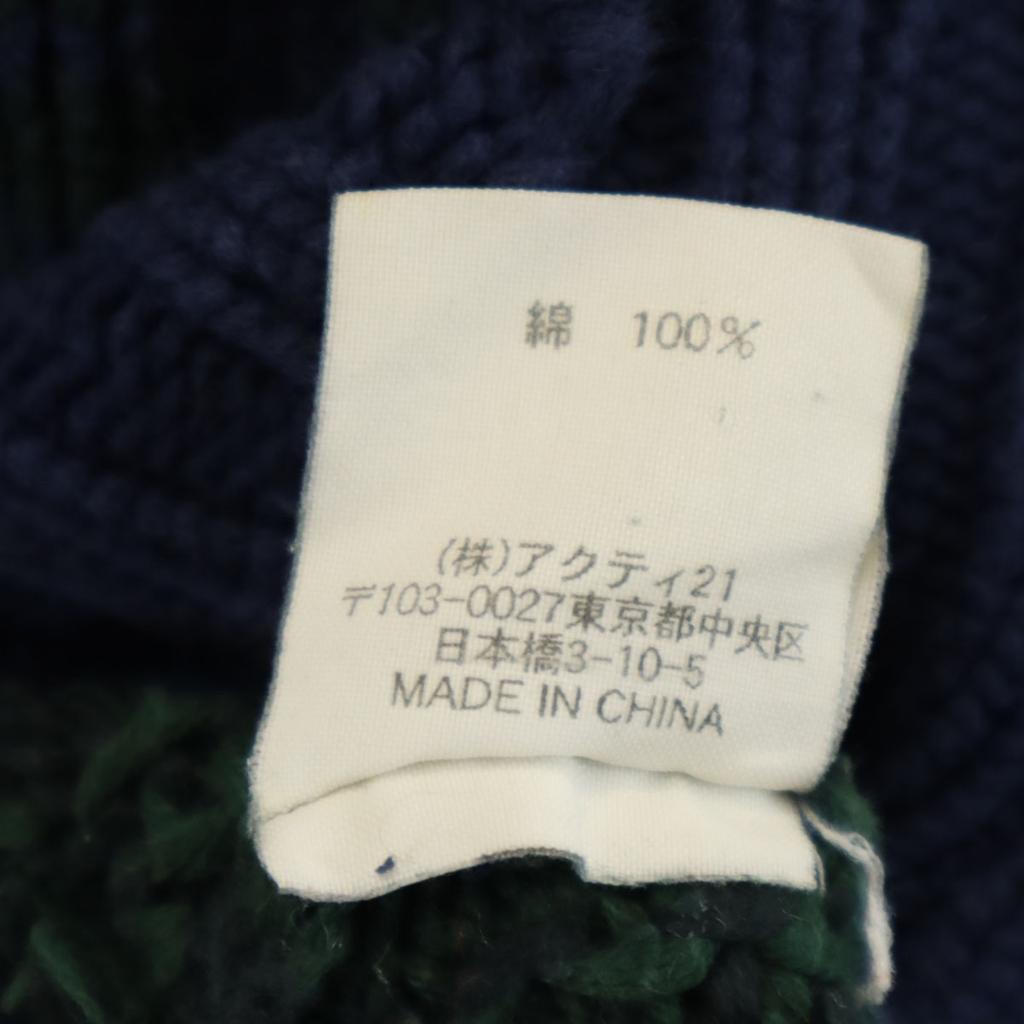 綿 100%
(株)アクティ21
〒103-0027東京都中央区
日本橋3-10-5
MADE IN CHINA